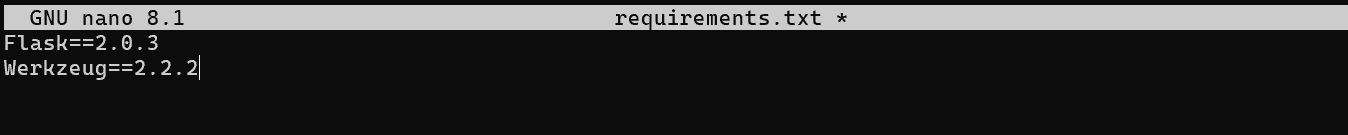 GNU nano 8.1 requirements.txt *
Flask==2.0.3
Werkzeug==2.2.2